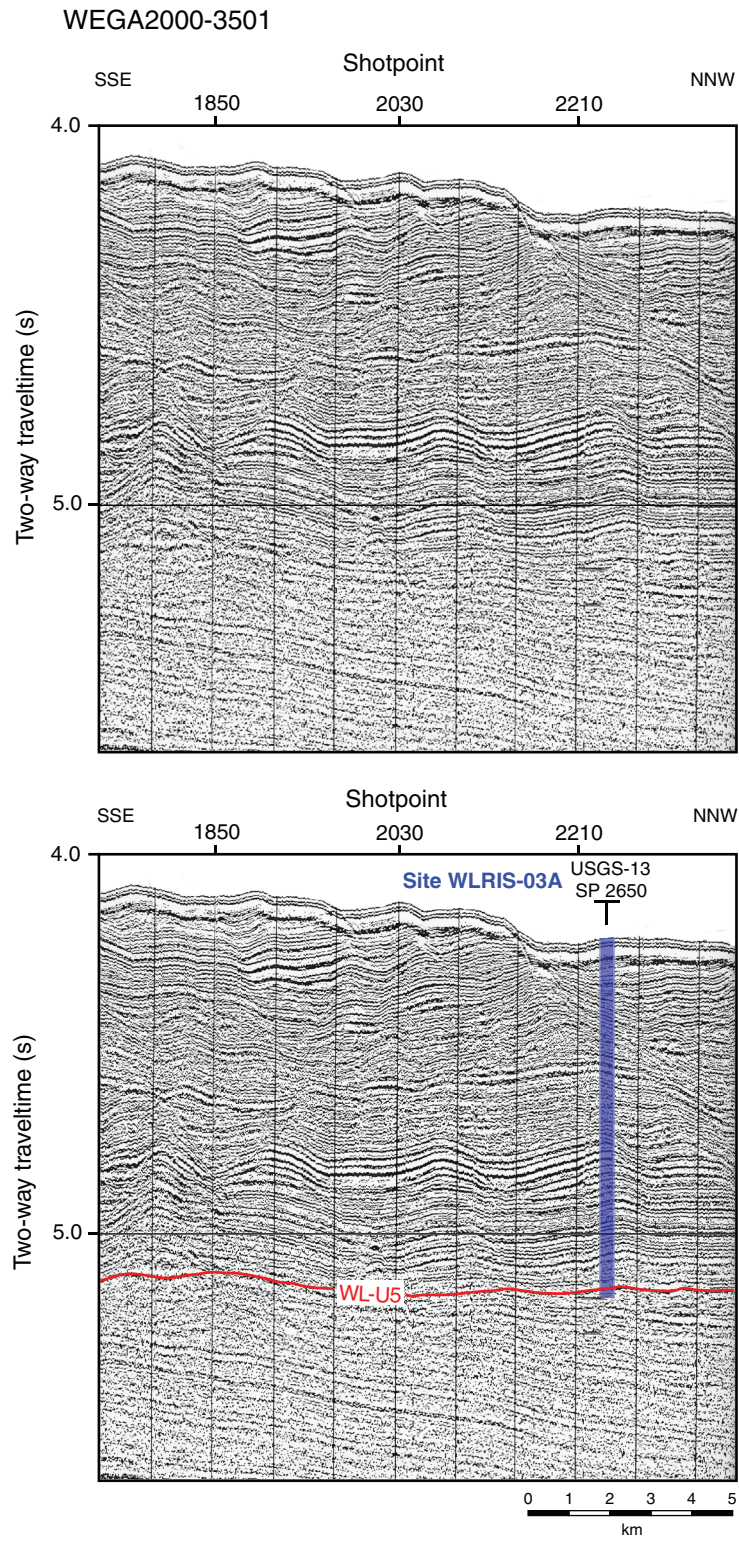 WEGA2000-3501
Shotpoint
SSE
NNW
1850 2030 2210
4.0
5.0
Two-way traveltime (s)
Shotpoint
SSE
NNW
1850 2030 2210
4.0
Site WLRIS-03A
USGS-13
SP 2650
5.0
Two-way traveltime (s)
WL-U5
0 1 2 3 4 5
km